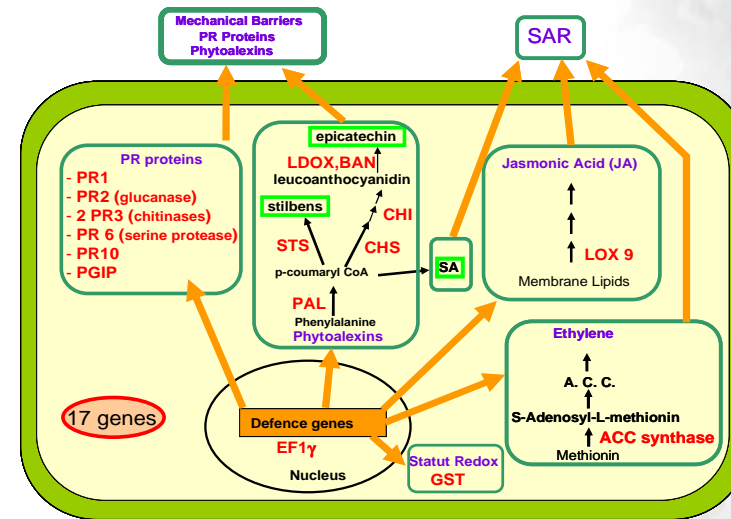 Mechanical Barriers
PR Proteins
Phytoalexins
SAR
PR proteins
- PR1
- PR2 (glucanase)
- 2 PR3 (chitinases)
- PR 6 (serine protease)
- PR10
- PGIP
epicatechin
LDOX,BAN
leucoanthocyanidin
stilbens
CHI
STS
CHS
p-coumaryl CoA
PAL
Phenylalanine
Phytoalexins
SA
Jasmonic Acid (JA)
LOX 9
Membrane Lipids
Ethylene
A. C. C.
S-Adenosyl-L-methionin
ACC synthase
Methionin
17 genes
Defence genes
EF1γ
Nucleus
Statut Redox
GST